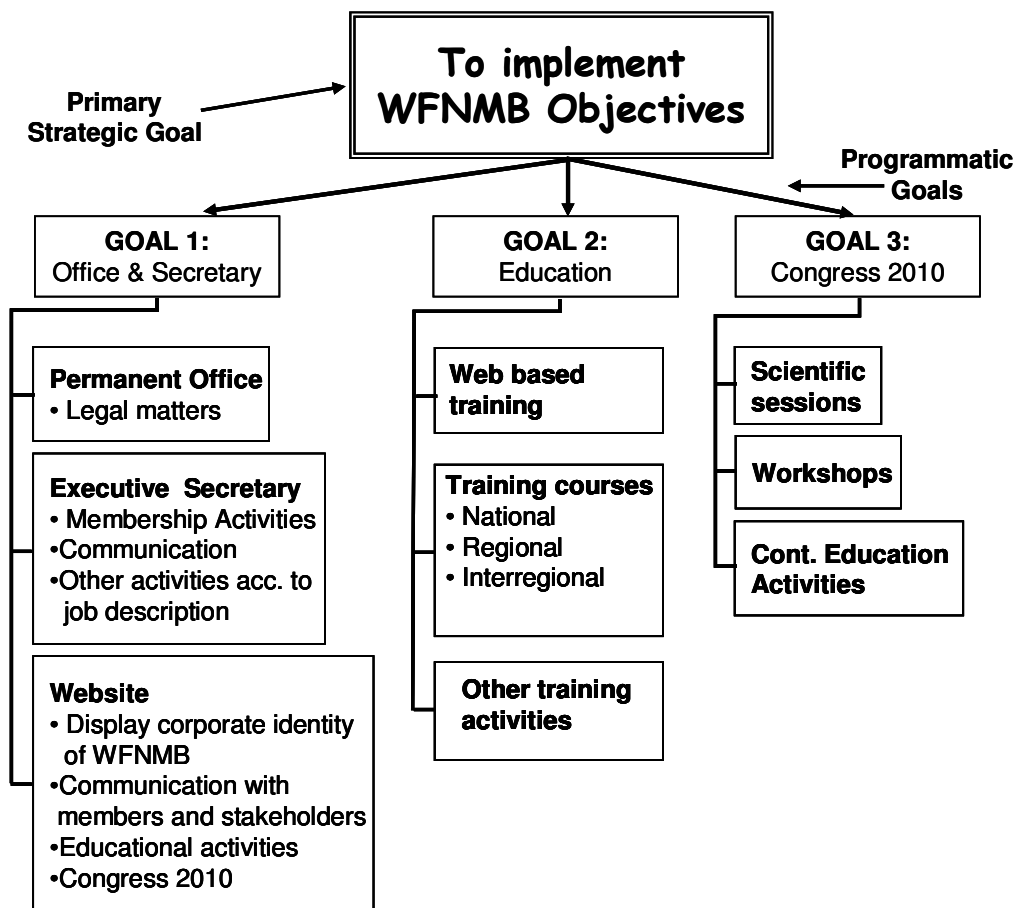 To implement
WFNMB Objectives
Primary
Strategic Goal
Programmatic
Goals
GOAL 1:
Office & Secretary
Permanent Office
• Legal matters
Executive Secretary
• Membership Activities
•Communication
•Other activities acc. to
job description
Website
• Display corporate identity
of WFNMB
•Communication with
members and stakeholders
•Educational activities
•Congress 2010
GOAL 2:
Education
Web based
training
Training courses
• National
• Regional
• Interregional
Other training
activities
GOAL 3:
Congress 2010
Scientific
sessions
Workshops
Cont. Education
Activities